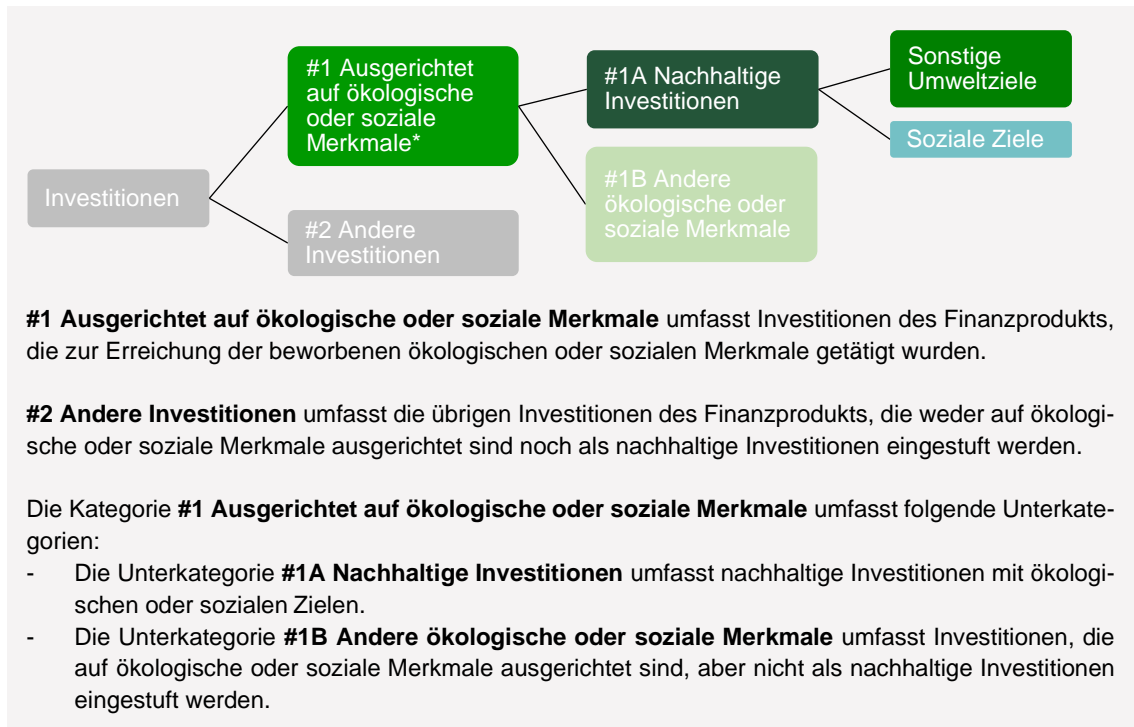 #1 Ausgerichtet
auf ökologische
oder soziale
Merkmale*
#1A Nachhaltige
Investitionen
Sonstige
Umweltziele
Soziale Ziele
Investitionen
#1B Andere
ökologische oder
soziale Merkmale
#2 Andere
Investitionen
#1 Ausgerichtet auf ökologische oder soziale Merkmale umfasst Investitionen des Finanzprodukts,
die zur Erreichung der beworbenen ökologischen oder sozialen Merkmale getätigt wurden.
#2 Andere Investitionen umfasst die übrigen Investitionen des Finanzprodukts, die weder auf ökologi-
sche oder soziale Merkmale ausgerichtet sind noch als nachhaltige Investitionen eingestuft werden.
Die Kategorie #1 Ausgerichtet auf ökologische oder soziale Merkmale umfasst folgende Unterkate-
gorien:
- Die Unterkategorie #1A Nachhaltige Investitionen umfasst nachhaltige Investitionen mit ökologi-
schen oder sozialen Zielen.
- Die Unterkategorie #1B Andere ökologische oder soziale Merkmale umfasst Investitionen, die
auf ökologische oder soziale Merkmale ausgerichtet sind, aber nicht als nachhaltige Investitionen
eingestuft werden.